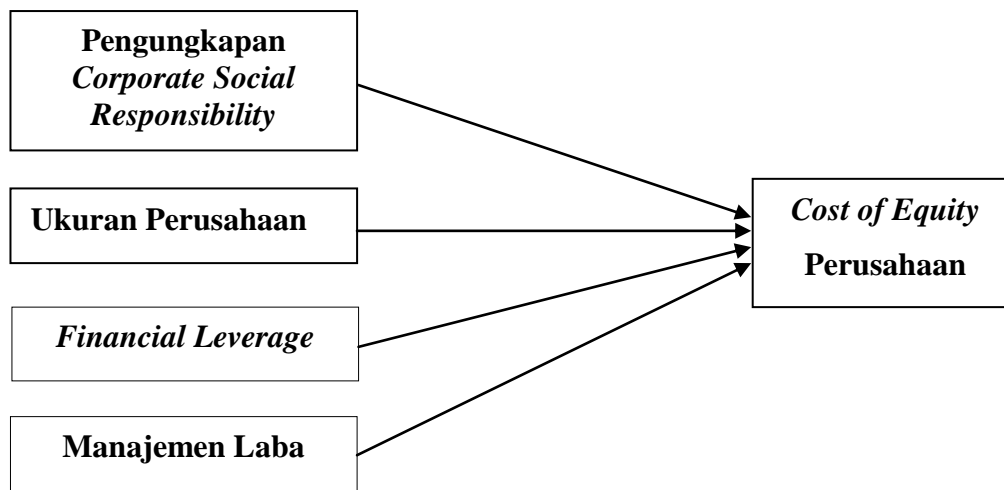 Pengungkapan
Corporate Social
Responsibility
Ukuran Perusahaan
Cost of Equity
Perusahaan
Financial Leverage
Manajemen Laba